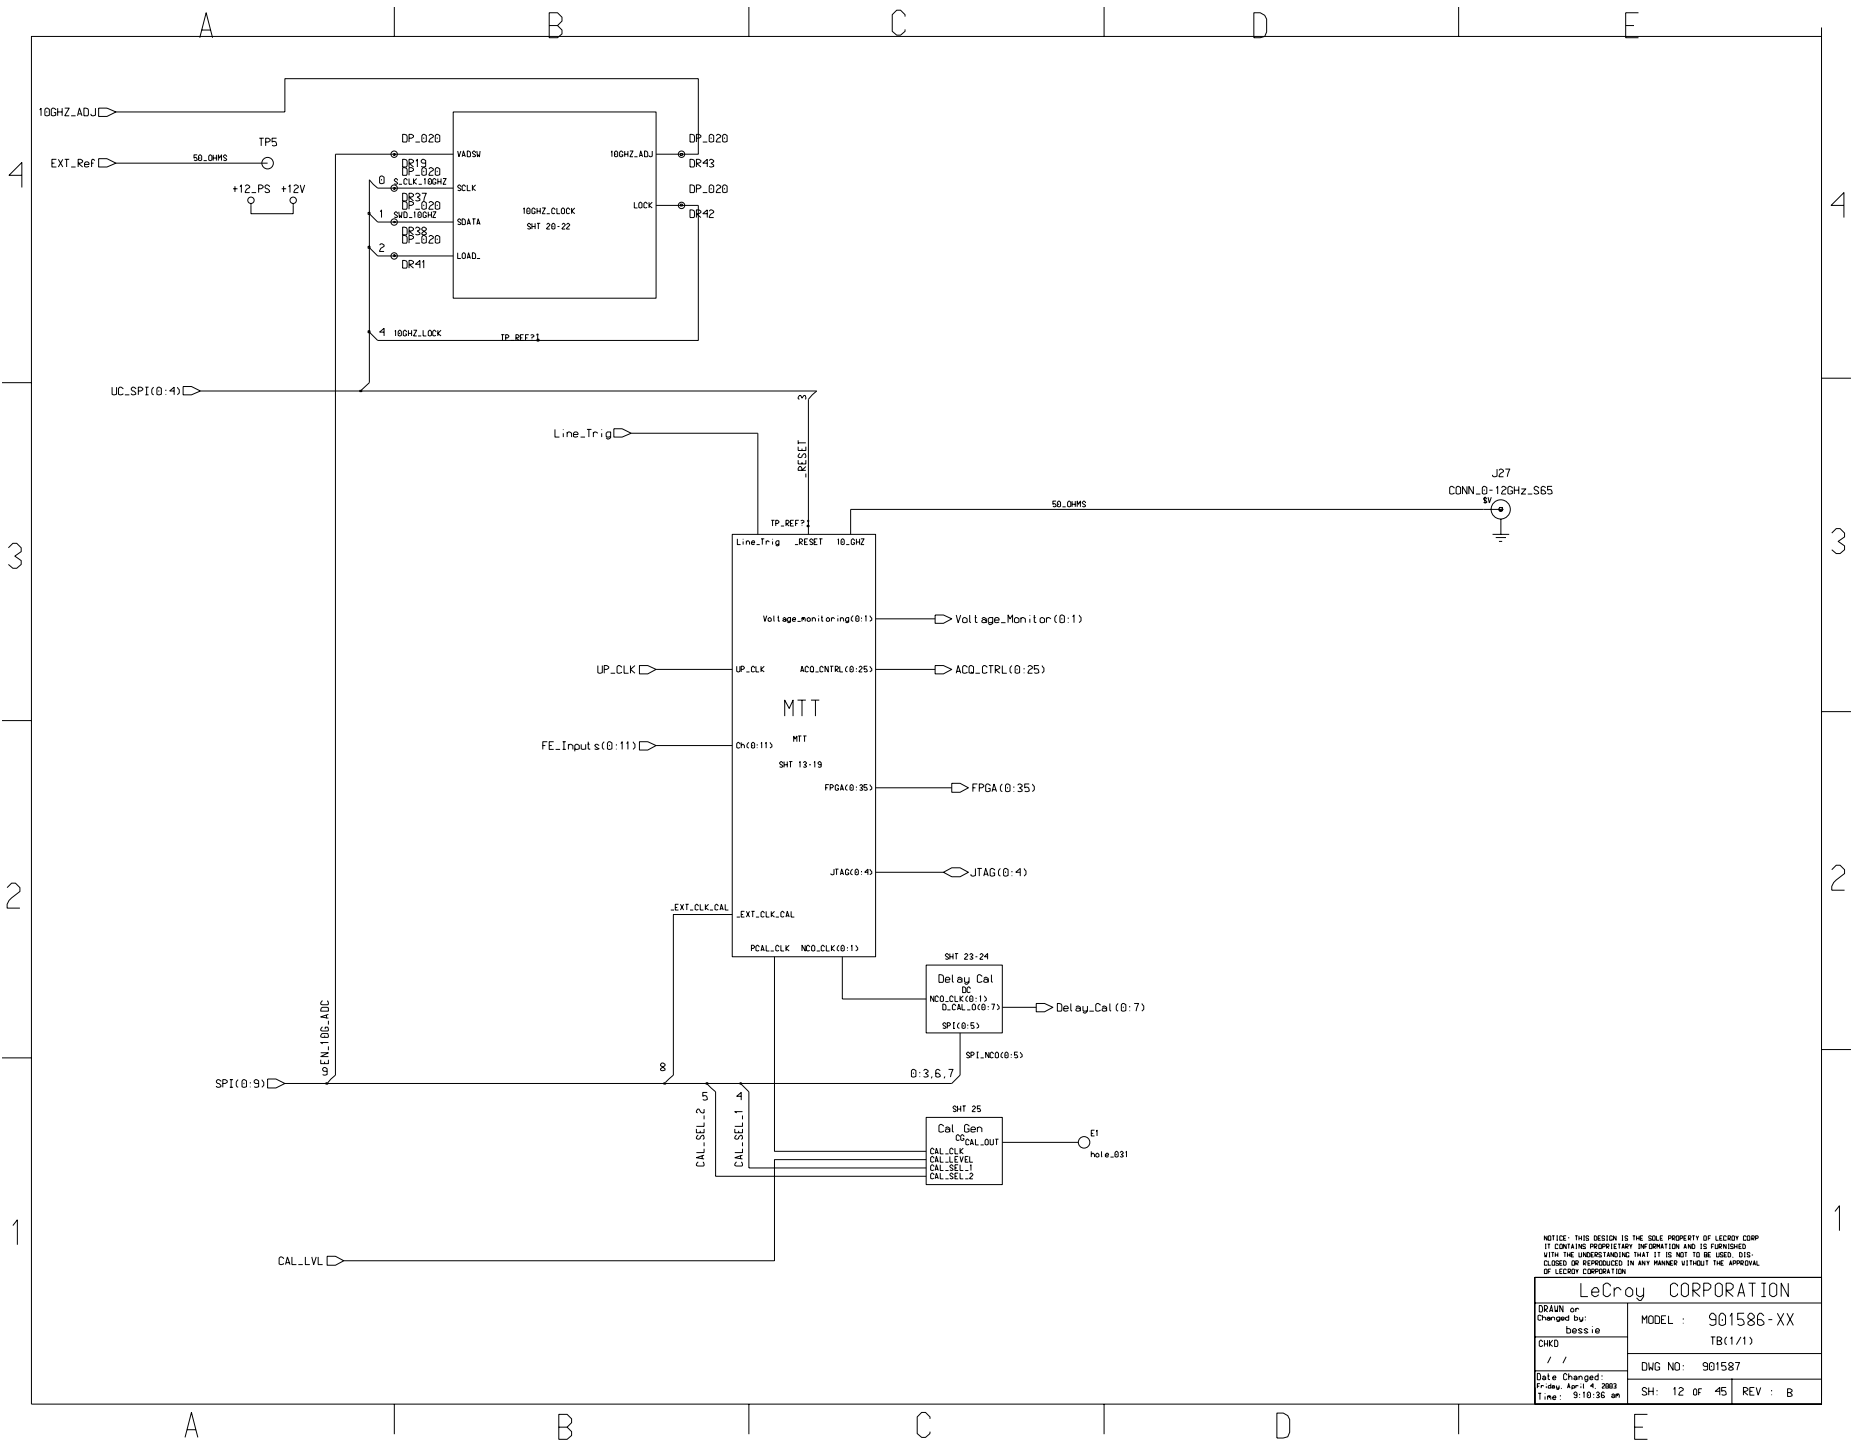 A B C D E
10GHZ_ADJ
EXT_Ref
50_OHMS
TP5
+12_PS +12V
DP_020
DR19
DP_020
0 S_CLK_10GHZ
DR37
DP_020
1 SWD_10GHZ
DR38
DP_020
2
DR41
VADSW
SCLK
SDATA
LOAD_
10GHZ_CLOCK
SHT 20-22
10GHZ_ADJ
LOCK
DP_020
DR43
DP_020
DR42
4 10GHZ_LOCK
TP_REF?1
4
4
UC_SPI(0:4)
3
_RESET
Line_Trig
TP_REF?1
50_OHMS
J27
CONN_0-12GHz_S65
SV
3
3
Line_Trig _RESET 10_GHZ
Voltage_monitoring(0:1)
Voltage_Monitor(0:1)
UP_CLK
UP_CLK
ACQ_CNTRL(0:25)
ACQ_CTRL(0:25)
MTT
MTT
SHT 13-19
FE_Inputs(0:11)
Ch(0:11)
FPGA(0:35)
FPGA(0:35)
JTAG(0:4)
JTAG(0:4)
2
2
_EXT_CLK_CAL
_EXT_CLK_CAL
PCAL_CLK NCO_CLK(0:1)
SHT 23-24
Delay Cal
DC
NCO_CLK(0:1)
D_CAL_O(0:7)
SPI(0:5)
Delay_Cal(0:7)
SPI_NCO(0:5)
EN_10G_ADC
9
8
0:3,6,7
SPI(0:9)
5
4
CAL_SEL_2
CAL_SEL_1
SHT 25
Cal Gen
CG
CAL_OUT
CAL_CLK
CAL_LEVEL
CAL_SEL_1
CAL_SEL_2
E1
hole_031
CAL_LVL
1
1
NOTICE: THIS DESIGN IS THE SOLE PROPERTY OF LECROY CORP
IT CONTAINS PROPRIETARY INFORMATION AND IS FURNISHED
WITH THE UNDERSTANDING THAT IT IS NOT TO BE USED, DIS-
CLOSED OR REPRODUCED IN ANY MANNER WITHOUT THE APPROVAL
OF LECROY CORPORATION
LeCroy CORPORATION
DRAWN or
Changed by:
bessie
MODEL : 901586-XX
TB(1/1)
CHKD
/ /
DWG NO: 901587
Date Changed:
Friday, April 4, 2003
Time: 9:10:36 am
SH: 12 OF 45
REV : B
A B C D E